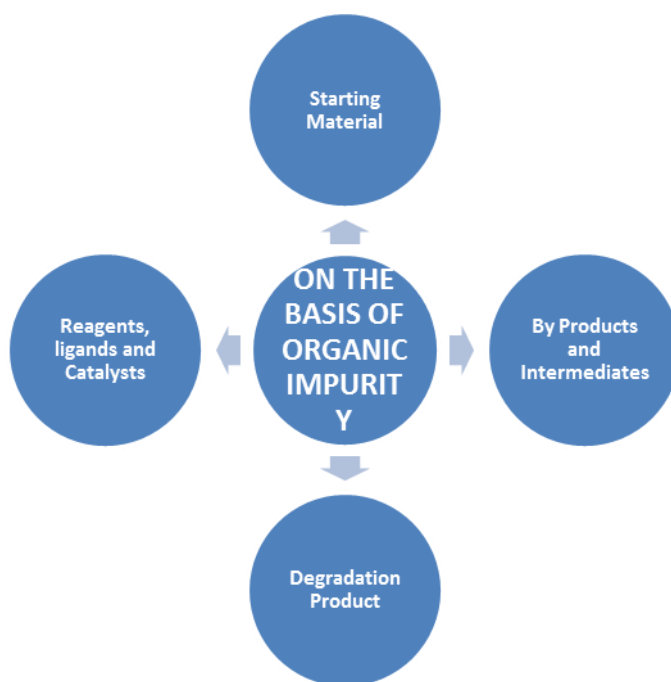 Starting
Material
ON THE
BASIS OF
ORGANIC
IMPURIT
Y
Reagents,
ligands and
Catalysts
By Products
and
Intermediates
Degradation
Product